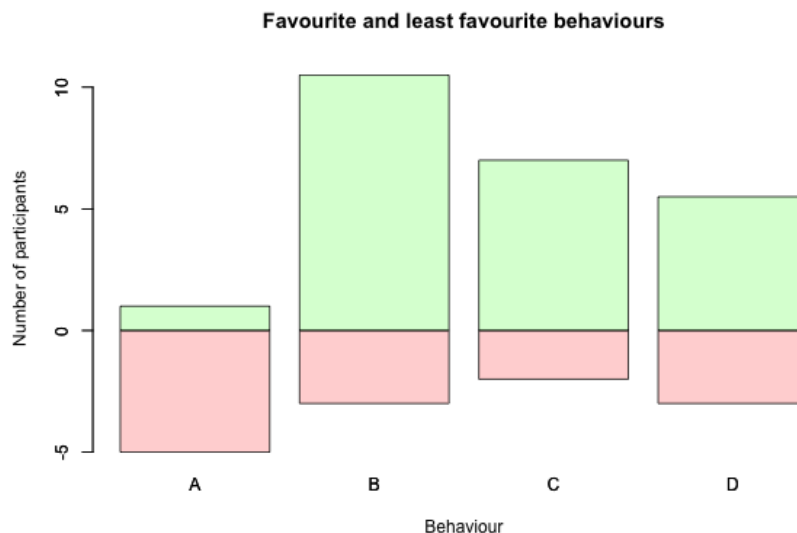 Favourite and least favourite behaviours
Number of participants
10
5
0
-5
A B C D
Behaviour